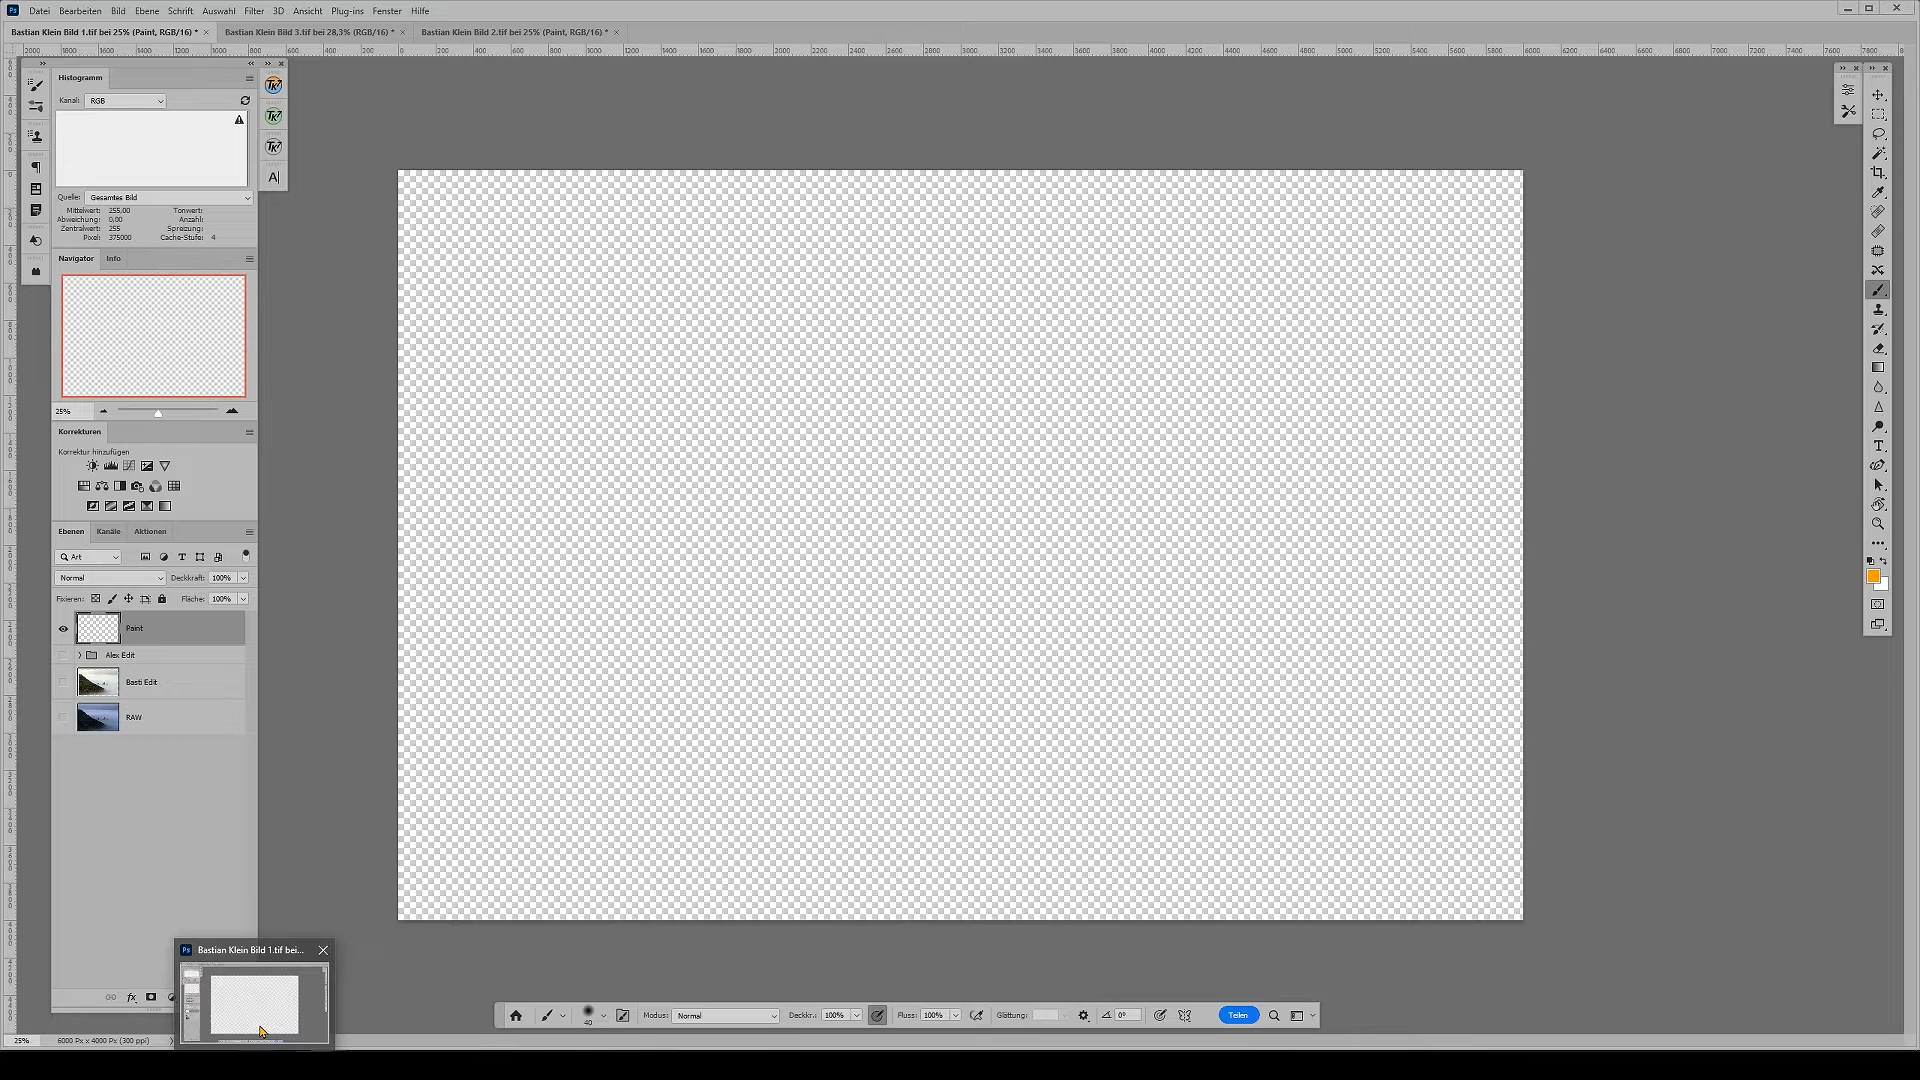 Datei Bearbeiten Bild Ebene Schrift Auswahl Filter 3D Ansicht Plug-ins Fenster Hilfe
Bastian Klein Bild 1.tif bei 25% (Paint, RGB/16) * × Bastian Klein Bild 3.tif bei 28,3% (RGB/16) * × Bastian Klein Bild 2.tif bei 25% (Paint, RGB/16) * ×
Histogramm
Kanal: RGB
Quelle: Gesamtes Bild
Mittelwert: 255,00 Tonwert:
Abweichung: 0,00 Anzahl:
Zentralwert: 255 Spreizung:
Pixel: 375000 Cache-Stufe: 4
Navigator Info
25%
Korrekturen
Korrektur hinzufügen
Ebenen Kanäle Aktionen
Art
Normal Deckkraft: 100%
Fixieren: Fläche: 100%
Paint
Alex Edit
Basti Edit
RAW
Ps Bastian Klein Bild 1.tif bei...
fx
40 Modus: Normal Deckkr.: 100% Fluss: 100% Glättung: 0° Teilen
25% 6000 Px x 4000 Px (300 ppi)